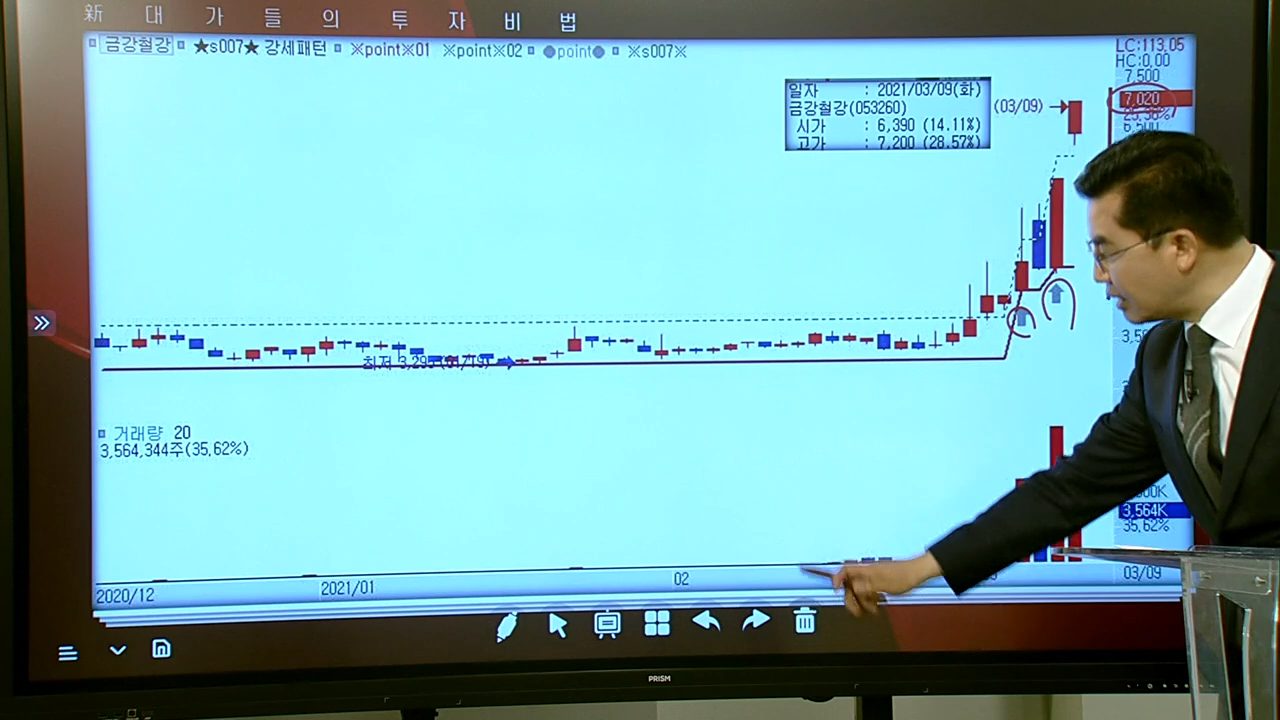 新 대 가 들 의 투 자 비 법
금강철강 ★s007★ 강세패턴 ※point※01 ※point※02 ●point● ※s007※
LC:113.05
HC:0.00
7,500
7,020
25.36%
6,500
일자 : 2021/03/09(화)
금강철강(053260)
시가 : 6,390 (14.11%)
고가 : 7,200 (28.57%)
(03/09)
거래량 20
3,564,344주(35.62%)
3,564K
35.62%
2020/12 2021/01 02 03/09
PRISM